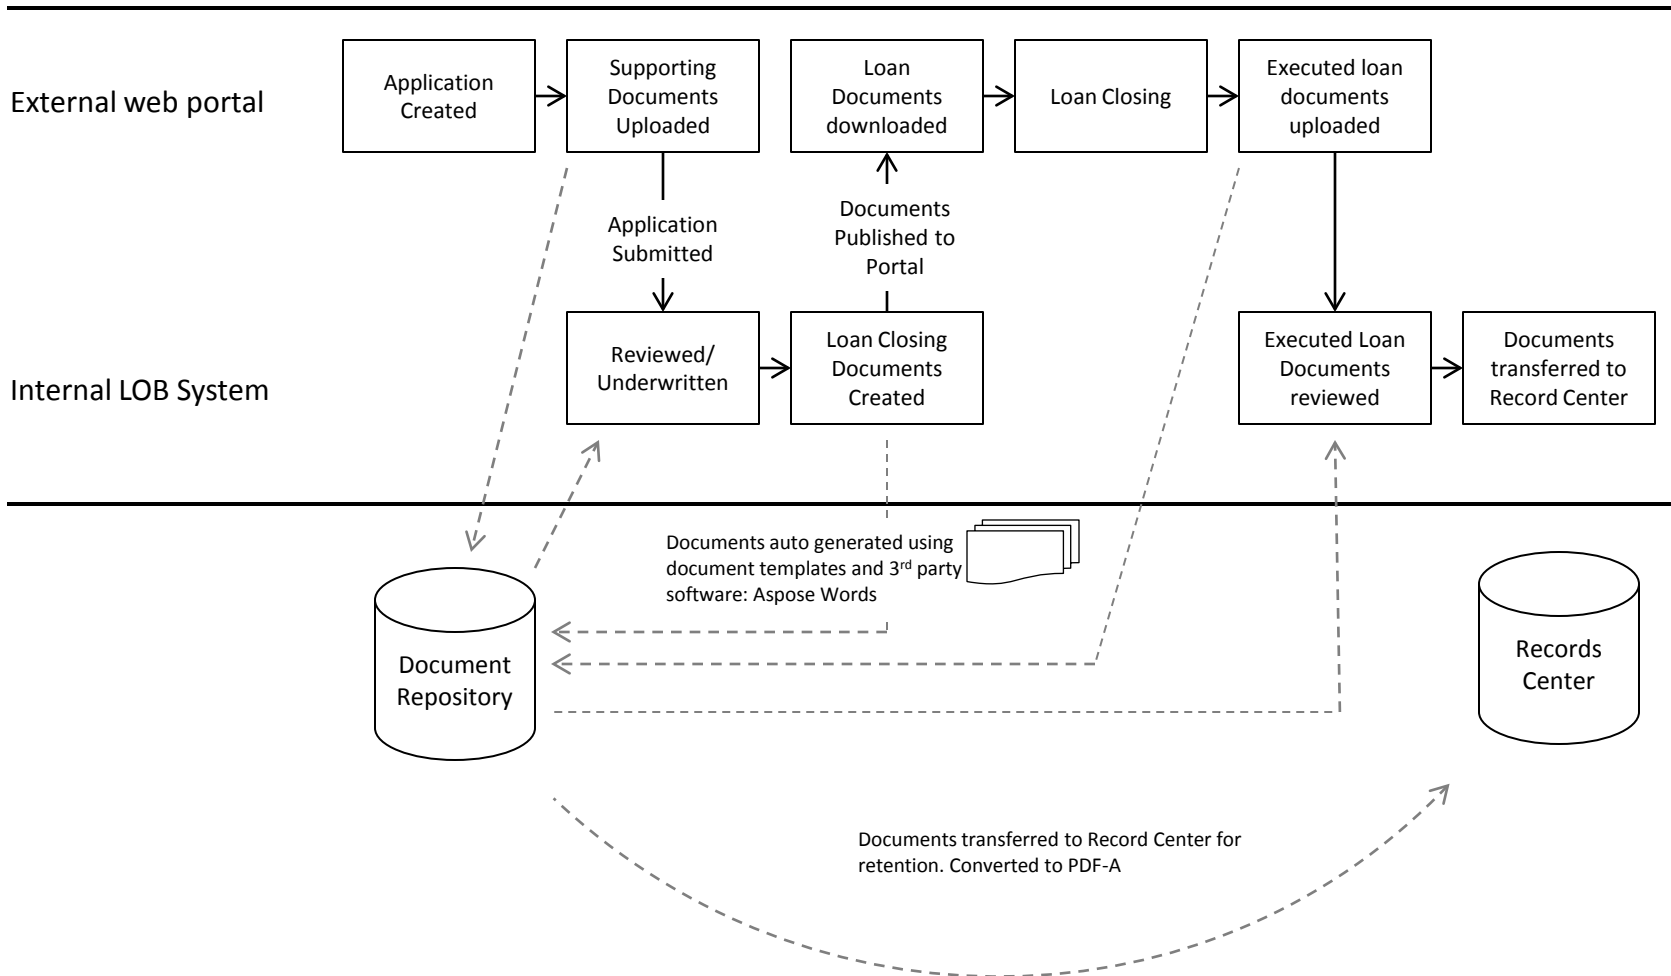 External web portal
Application
Created
Supporting
Documents
Uploaded
Loan
Documents
downloaded
Loan Closing
Executed loan
documents
uploaded
Application
Submitted
Documents
Published to
Portal
Internal LOB System
Reviewed/
Underwritten
Loan Closing
Documents
Created
Executed Loan
Documents
reviewed
Documents
transferred to
Record Center
Documents auto generated using
document templates and 3rd party
software: Aspose Words
Document
Repository
Records
Center
Documents transferred to Record Center for
retention. Converted to PDF-A